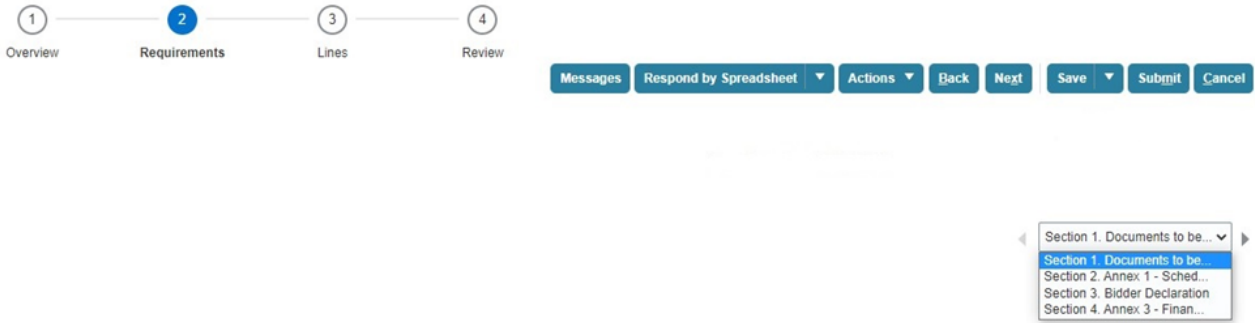 1 2 3 4
Overview Requirements Lines Review
Messages Respond by Spreadsheet Actions Back Next Save Submit Cancel
Section 1. Documents to be...
Section 1. Documents to be...
Section 2. Annex 1 - Sched...
Section 3. Bidder Declaration
Section 4. Annex 3 - Finan...